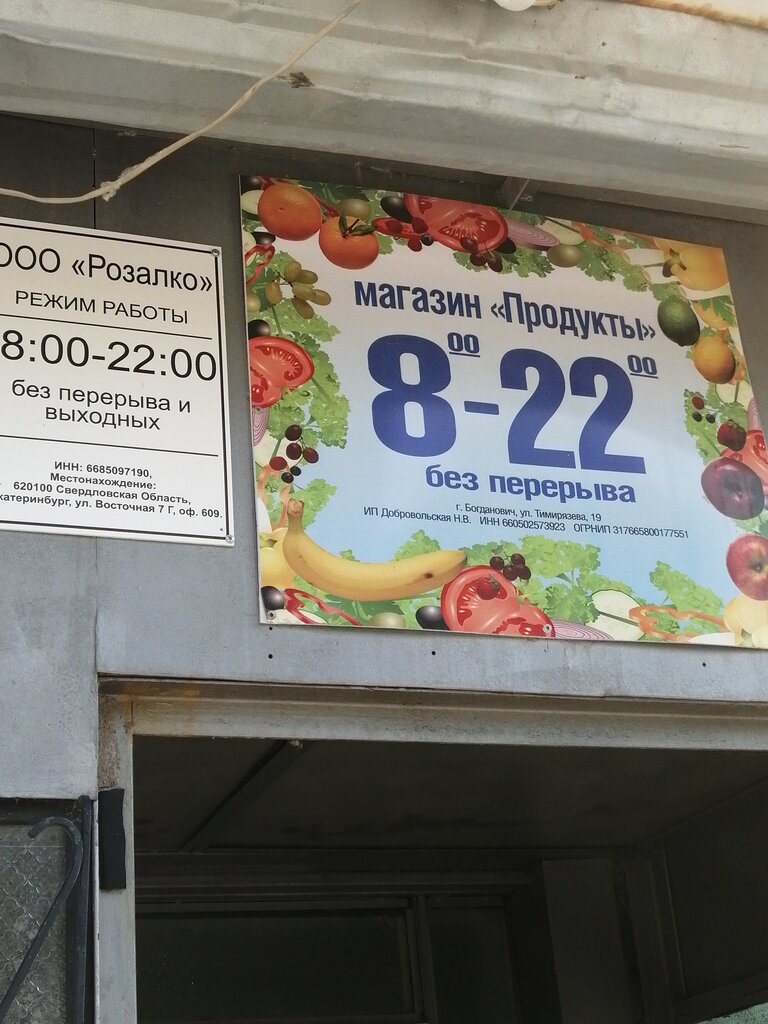 ООО «Розалко»
РЕЖИМ РАБОТЫ
8:00-22:00
без перерыва и
выходных
ИНН: 6685097190,
Местонахождение:
620100 Свердловская Область,
катеринбург, ул. Восточная 7 Г, оф. 609.
магазин «Продукты»
800-2200
без перерыва
г. Богданович, ул. Тимирязева, 19
ИП Добровольская Н.В. ИНН 660502573923 ОГРНИП 317665800177551